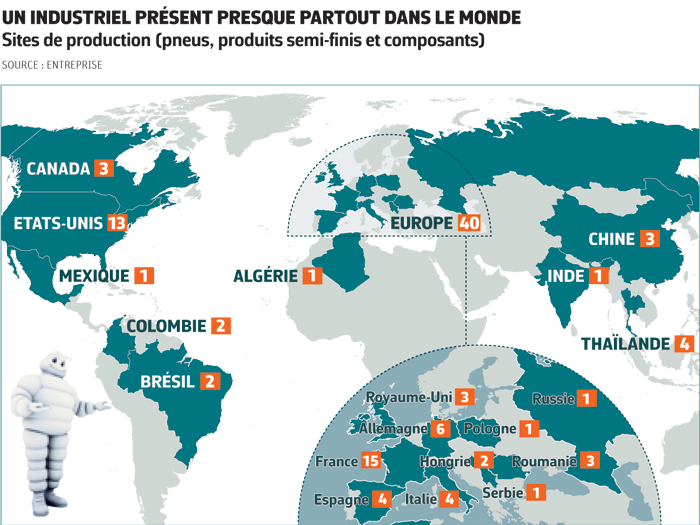 UN INDUSTRIEL PRÉSENT PRESQUE PARTOUT DANS LE MONDE
Sites de production (pneus, produits semi-finis et composants)
SOURCE : ENTREPRISE
CANADA 3
ETATS-UNIS 13
EUROPE 40
CHINE 3
MEXIQUE 1
ALGÉRIE 1
INDE 1
COLOMBIE 2
THAÏLANDE 4
BRÉSIL 2
Royaume-Uni 3
Russie 1
Allemagne 6
Pologne 1
France 15
Hongrie 2
Roumanie 3
Espagne 4
Italie 4
Serbie 1